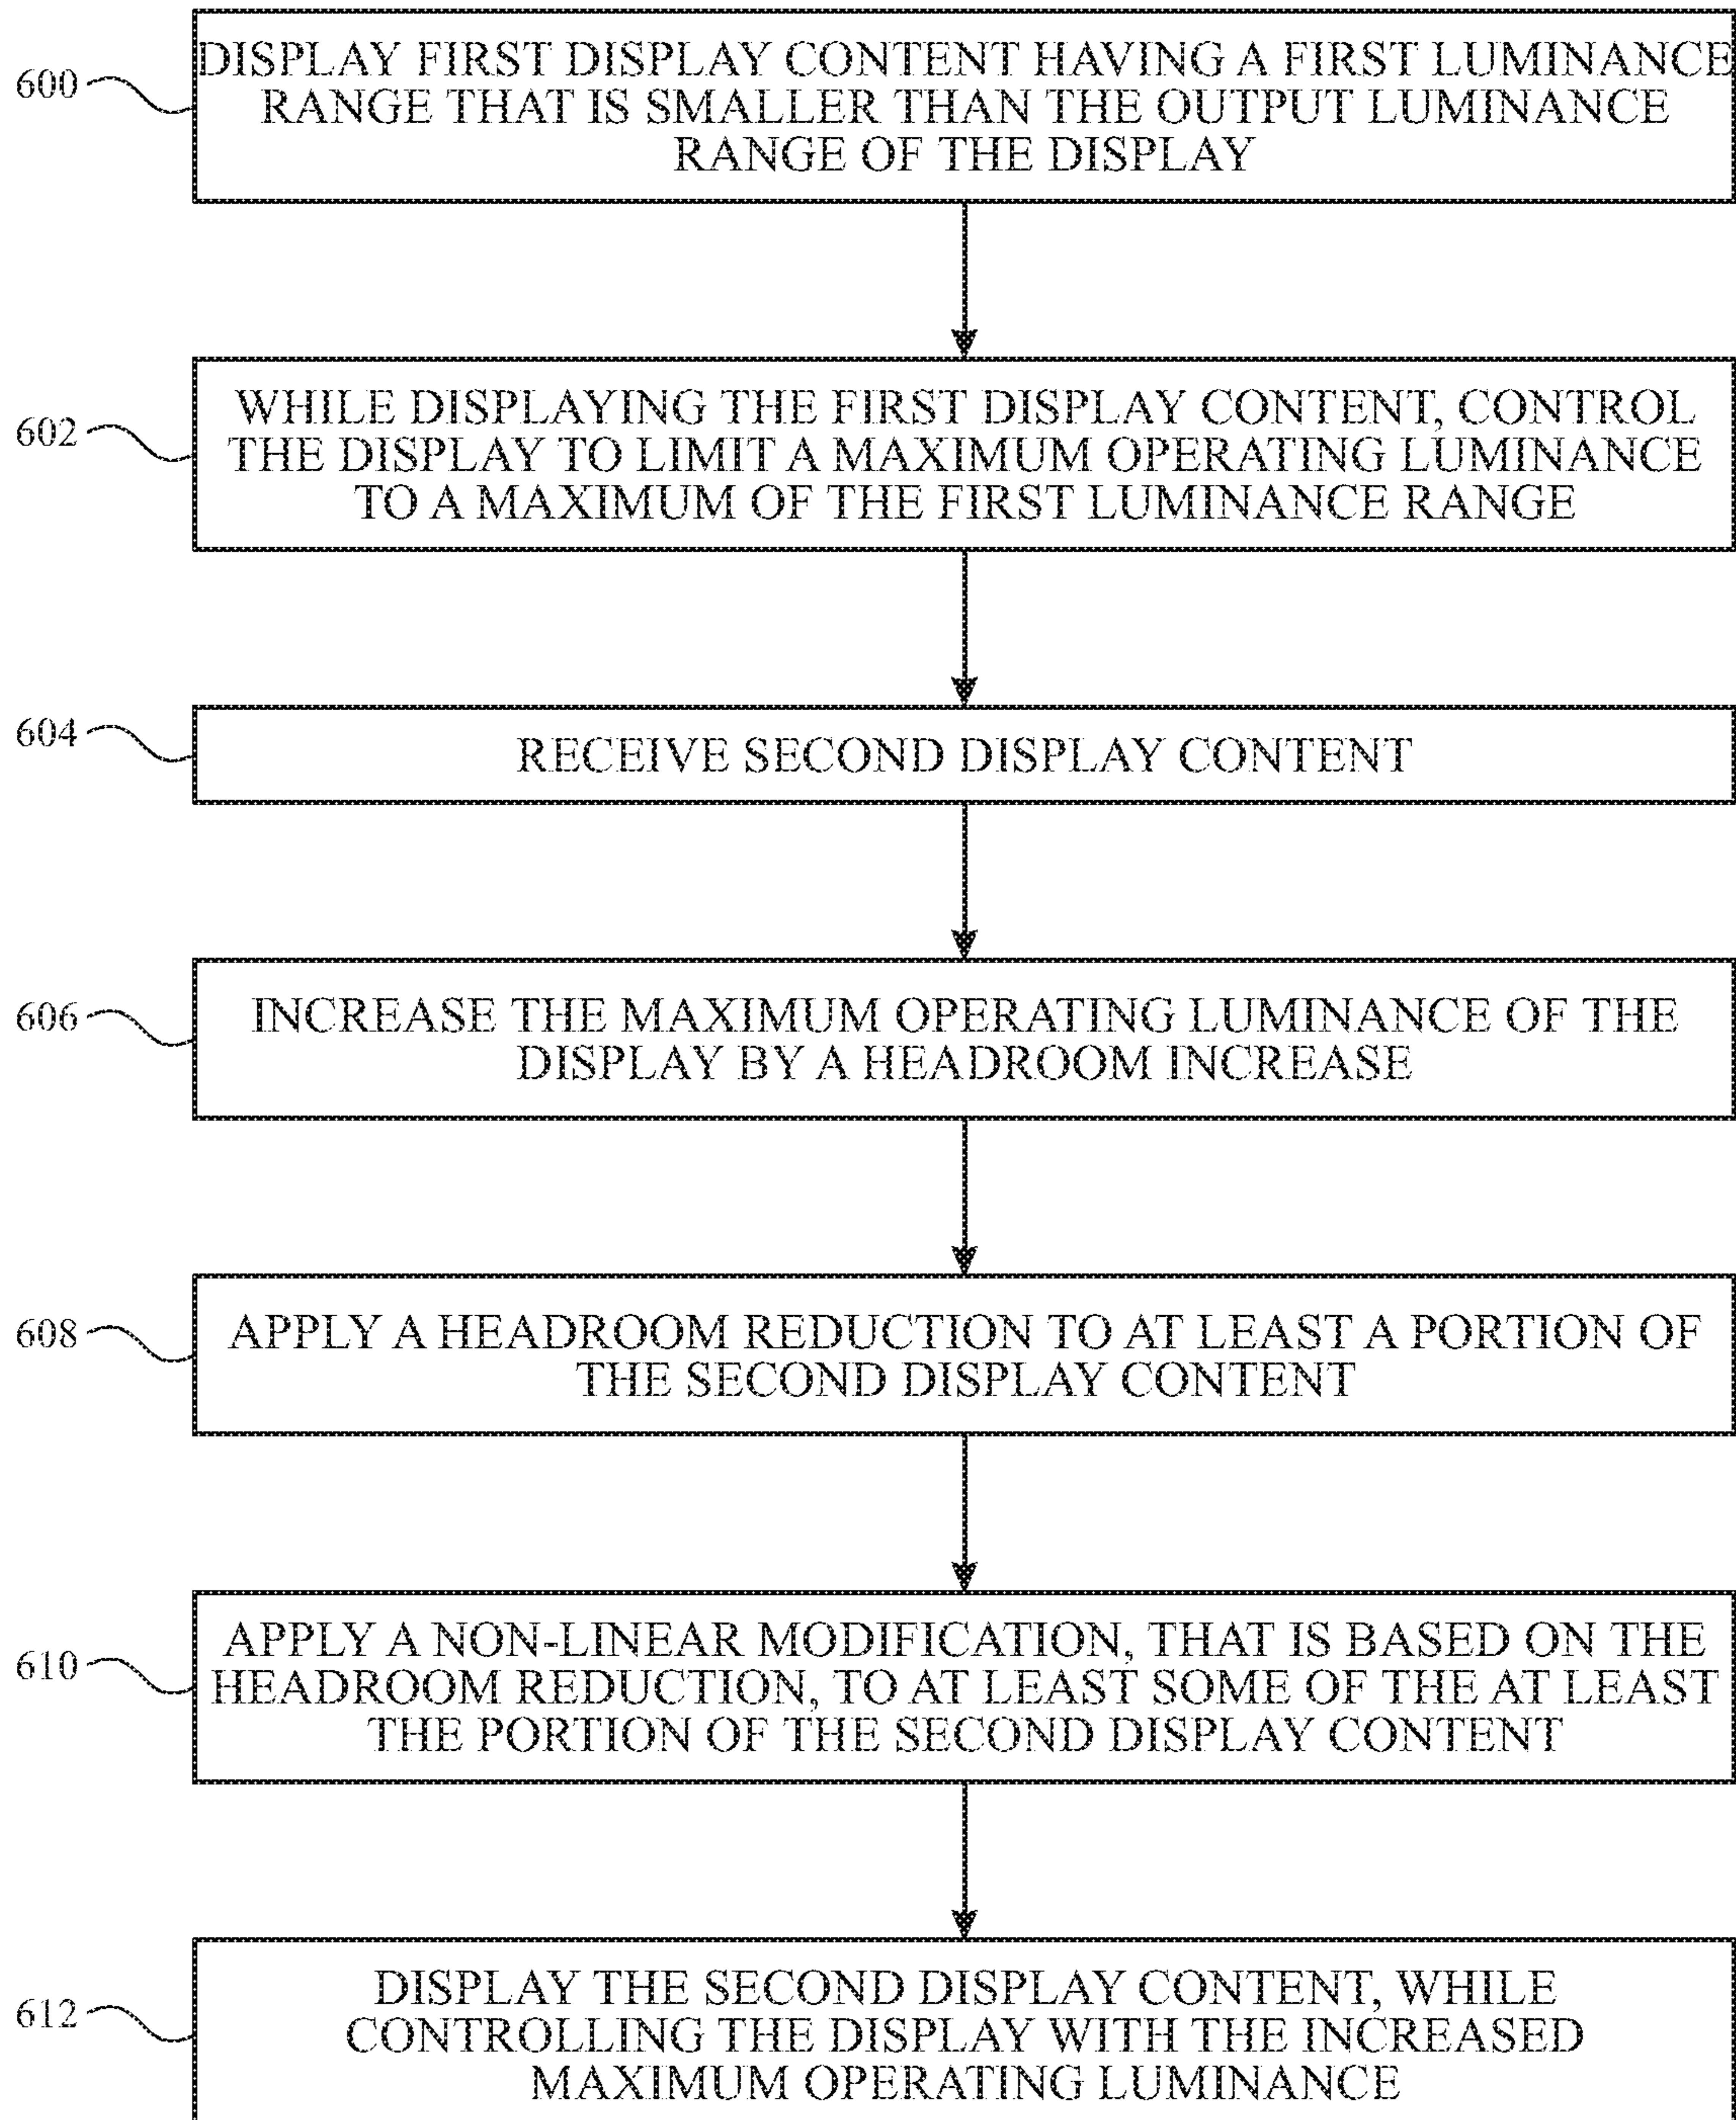 600
DISPLAY FIRST DISPLAY CONTENT HAVING A FIRST LUMINANCE
RANGE THAT IS SMALLER THAN THE OUTPUT LUMINANCE
RANGE OF THE DISPLAY
602
WHILE DISPLAYING THE FIRST DISPLAY CONTENT, CONTROL
THE DISPLAY TO LIMIT A MAXIMUM OPERATING LUMINANCE
TO A MAXIMUM OF THE FIRST LUMINANCE RANGE
604
RECEIVE SECOND DISPLAY CONTENT
606
INCREASE THE MAXIMUM OPERATING LUMINANCE OF THE
DISPLAY BY A HEADROOM INCREASE
608
APPLY A HEADROOM REDUCTION TO AT LEAST A PORTION OF
THE SECOND DISPLAY CONTENT
610
APPLY A NON-LINEAR MODIFICATION, THAT IS BASED ON THE
HEADROOM REDUCTION, TO AT LEAST SOME OF THE AT LEAST
THE PORTION OF THE SECOND DISPLAY CONTENT
612
DISPLAY THE SECOND DISPLAY CONTENT, WHILE
CONTROLLING THE DISPLAY WITH THE INCREASED
MAXIMUM OPERATING LUMINANCE